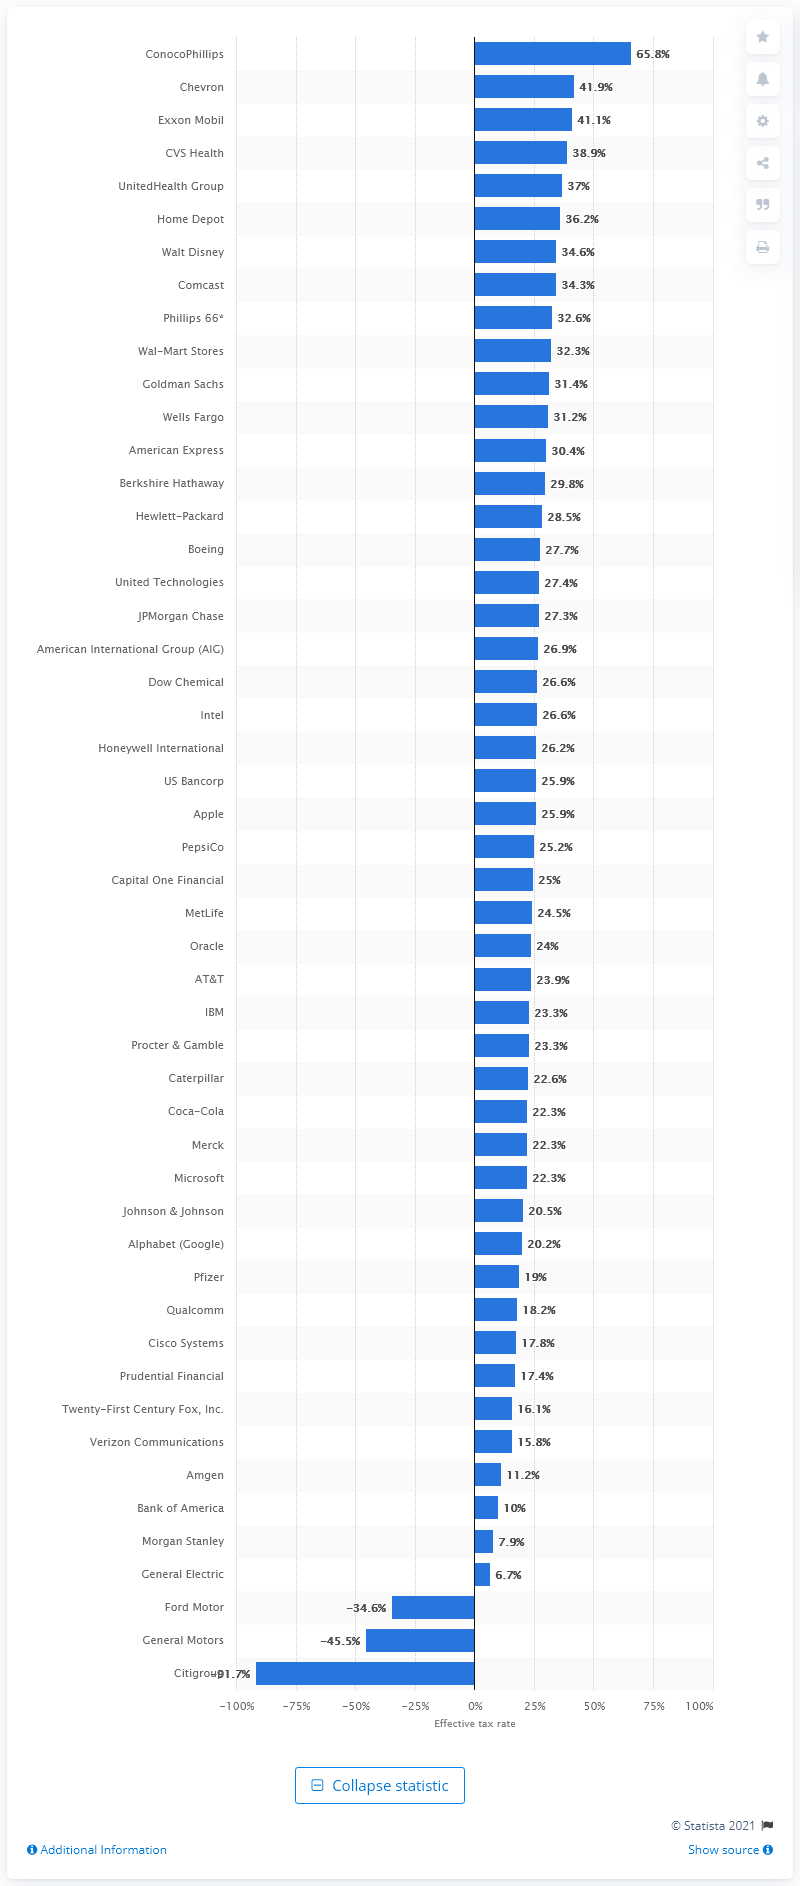 ConocoPhillips 65.8%
Chevron 41.9%
Exxon Mobil 41.1%
CVS Health 38.9%
UnitedHealth Group 37%
Home Depot 36.2%
Walt Disney 34.6%
Comcast 34.3%
Phillips 66* 32.6%
Wal-Mart Stores 32.3%
Goldman Sachs 31.4%
Wells Fargo 31.2%
American Express 30.4%
Berkshire Hathaway 29.8%
Hewlett-Packard 28.5%
Boeing 27.7%
United Technologies 27.4%
JPMorgan Chase 27.3%
American International Group (AIG) 26.9%
Dow Chemical 26.6%
Intel 26.6%
Honeywell International 26.2%
US Bancorp 25.9%
Apple 25.9%
PepsiCo 25.2%
Capital One Financial 25%
MetLife 24.5%
Oracle 24%
AT&T 23.9%
IBM 23.3%
Procter & Gamble 23.3%
Caterpillar 22.6%
Coca-Cola 22.3%
Merck 22.3%
Microsoft 22.3%
Johnson & Johnson 20.5%
Alphabet (Google) 20.2%
Pfizer 19%
Qualcomm 18.2%
Cisco Systems 17.8%
Prudential Financial 17.4%
Twenty-First Century Fox, Inc. 16.1%
Verizon Communications 15.8%
Amgen 11.2%
Bank of America 10%
Morgan Stanley 7.9%
General Electric 6.7%
Ford Motor -34.6%
General Motors -45.5%
Citigroup -91.7%
-100% -75% -50% -25% 0% 25% 50% 75% 100%
Effective tax rate
Collapse statistic
© Statista 2021
Additional Information Show source